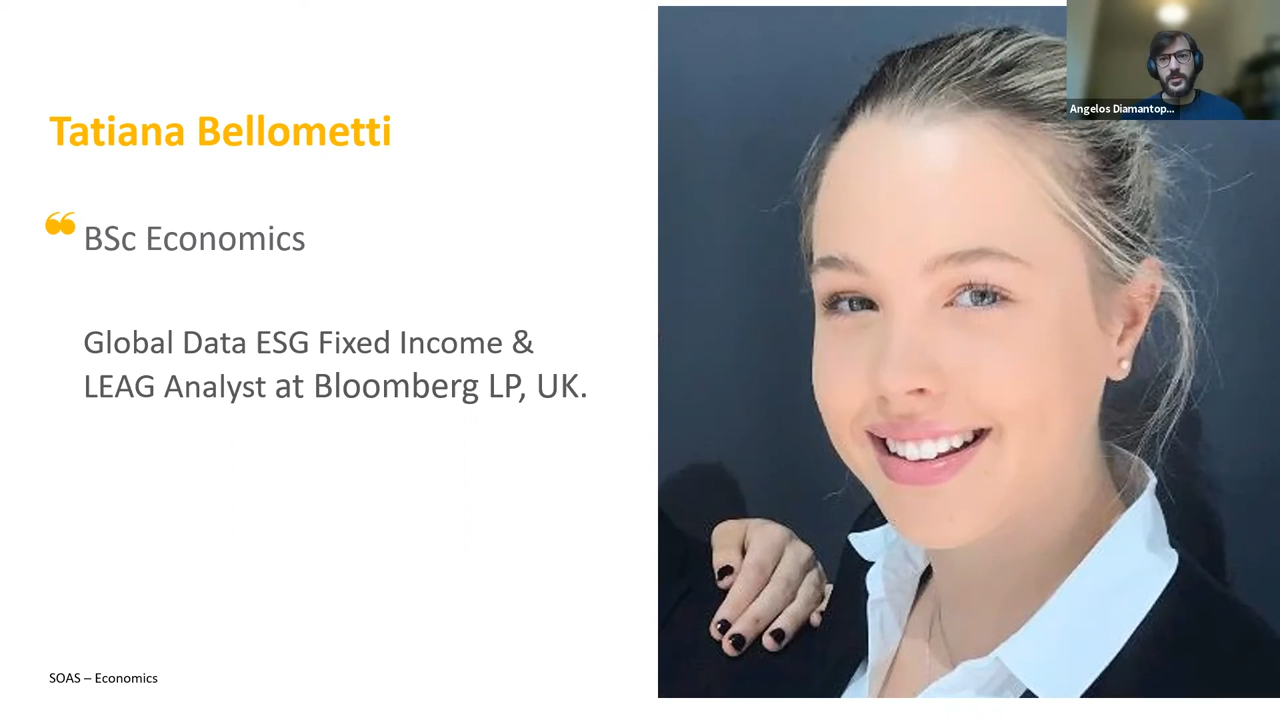 Tatiana Bellometti
❝ BSc Economics
Global Data ESG Fixed Income &
LEAG Analyst at Bloomberg LP, UK.
SOAS – Economics
Angelos Diamantop...